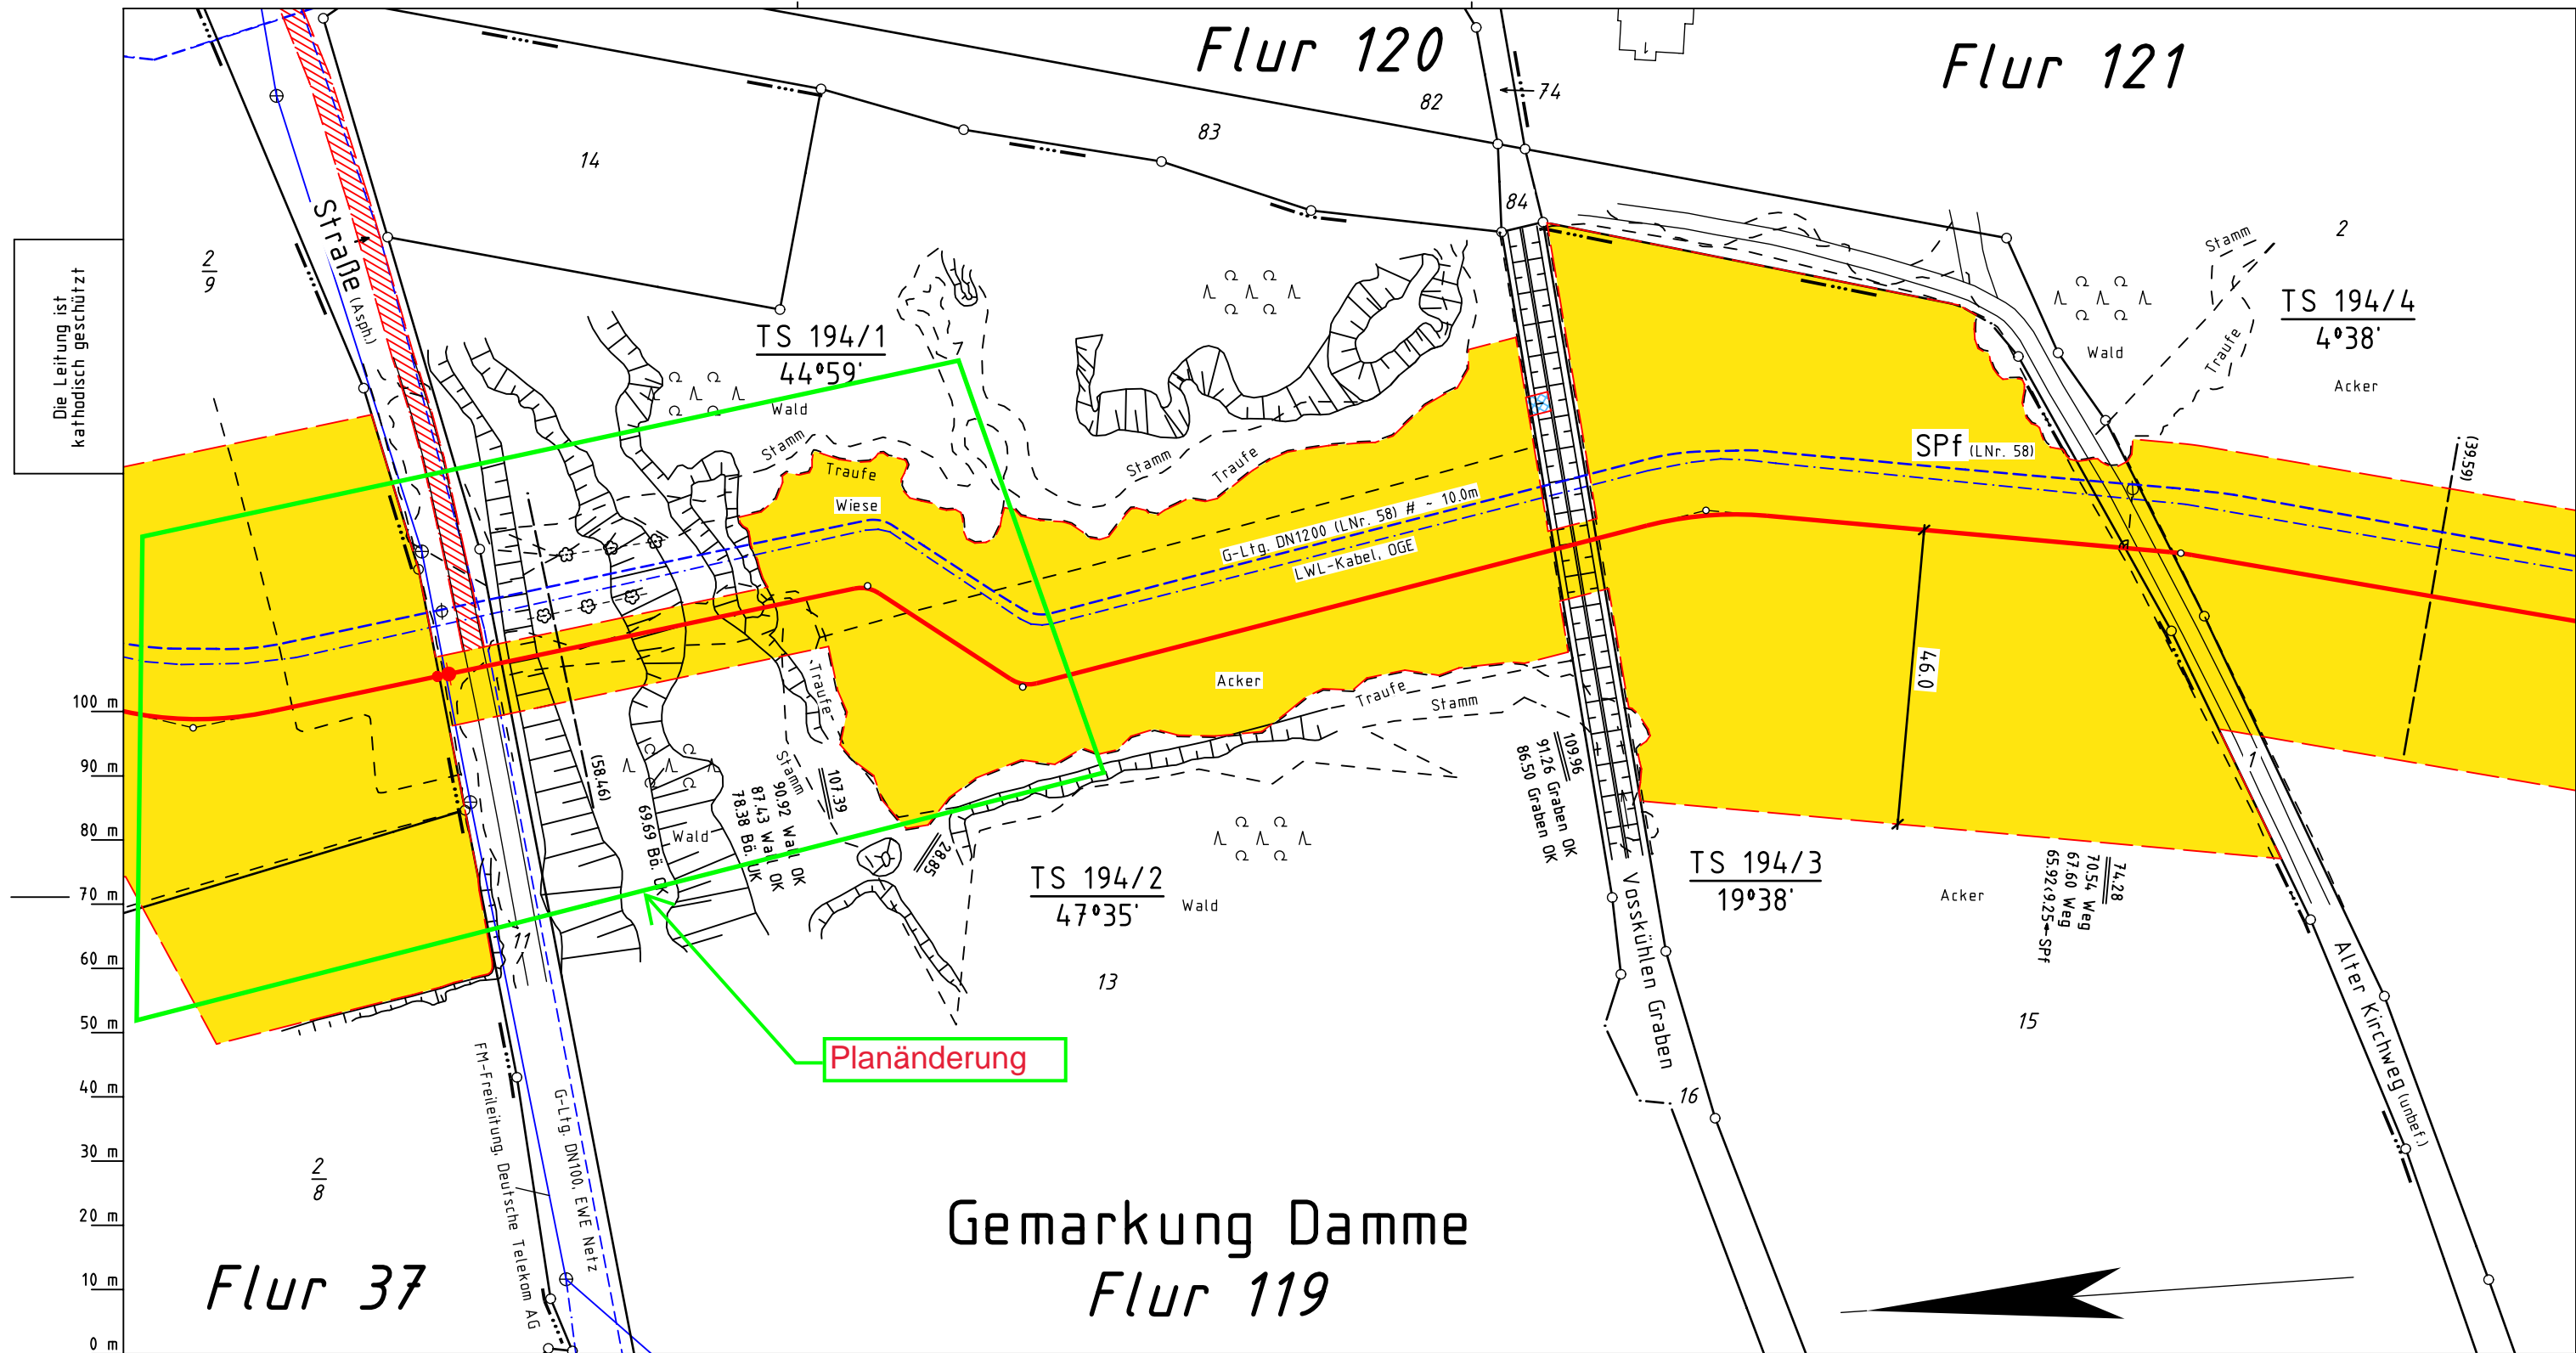 Flur 120
Flur 121
74
82
83
14
84
2
Straße (Asph.)
2
9
Die Leitung ist
kathodisch geschützt
Stamm
TS 194/4
4°38'
Traufe
Wald
Acker
TS 194/1
44°59'
Wald
Stamm
Traufe
Wiese
Stamm
Traufe
SPf (LNr. 58)
(39.59)
G-Ltg. DN1200 (LNr. 58) # ~ 10.0m
LWL-Kabel, OGE
46.0
Acker
Traufe
Traufe
Stamm
100 m
90 m
80 m
70 m
60 m
50 m
40 m
30 m
20 m
10 m
0 m
(58.46)
69.69 Bö. OK
Wald
78.38 Bö. UK
87.43 Wall OK
90.92 Wall OK
107.39
Stamm
28.85
109.96
91.26 Graben OK
86.50 Graben OK
TS 194/2
47°35'
Wald
TS 194/3
19°38'
Acker
74.28
70.54 Weg
67.60 Weg
65.92<9.25→SPf
11
1
13
15
16
Vosskühlen Graben
Alter Kirchweg (unbef.)
Planänderung
FM-Freileitung, Deutsche Telekom AG
G-Ltg. DN100, EWE Netz
2
8
Gemarkung Damme
Flur 37
Flur 119